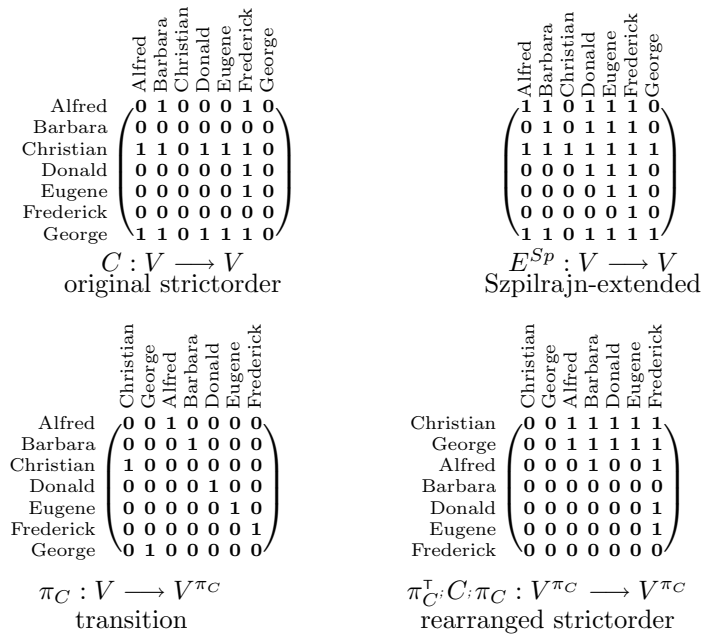 Alfred Barbara Christian Donald Eugene Frederick George
Alfred 0 1 0 0 0 1 0
Barbara 0 0 0 0 0 0 0
Christian 1 1 0 1 1 1 0
Donald 0 0 0 0 0 1 0
Eugene 0 0 0 0 0 1 0
Frederick 0 0 0 0 0 0 0
George 1 1 0 1 1 1 0
C : V ⟶ V
original strictorder
Alfred Barbara Christian Donald Eugene Frederick George
1 1 0 1 1 1 0
0 1 0 1 1 1 0
1 1 1 1 1 1 1
0 0 0 1 1 1 0
0 0 0 0 1 1 0
0 0 0 0 0 1 0
1 1 0 1 1 1 1
E^{Sp} : V ⟶ V
Szpilrajn-extended
Christian George Alfred Barbara Donald Eugene Frederick
Alfred 0 0 1 0 0 0 0
Barbara 0 0 0 1 0 0 0
Christian 1 0 0 0 0 0 0
Donald 0 0 0 0 1 0 0
Eugene 0 0 0 0 0 1 0
Frederick 0 0 0 0 0 0 1
George 0 1 0 0 0 0 0
π_C : V ⟶ V^{π_C}
transition
Christian George Alfred Barbara Donald Eugene Frederick
Christian 0 0 1 1 1 1 1
George 0 0 1 1 1 1 1
Alfred 0 0 0 1 0 0 1
Barbara 0 0 0 0 0 0 0
Donald 0 0 0 0 0 0 1
Eugene 0 0 0 0 0 0 1
Frederick 0 0 0 0 0 0 0
π_C^T ; C ; π_C : V^{π_C} ⟶ V^{π_C}
rearranged strictorder